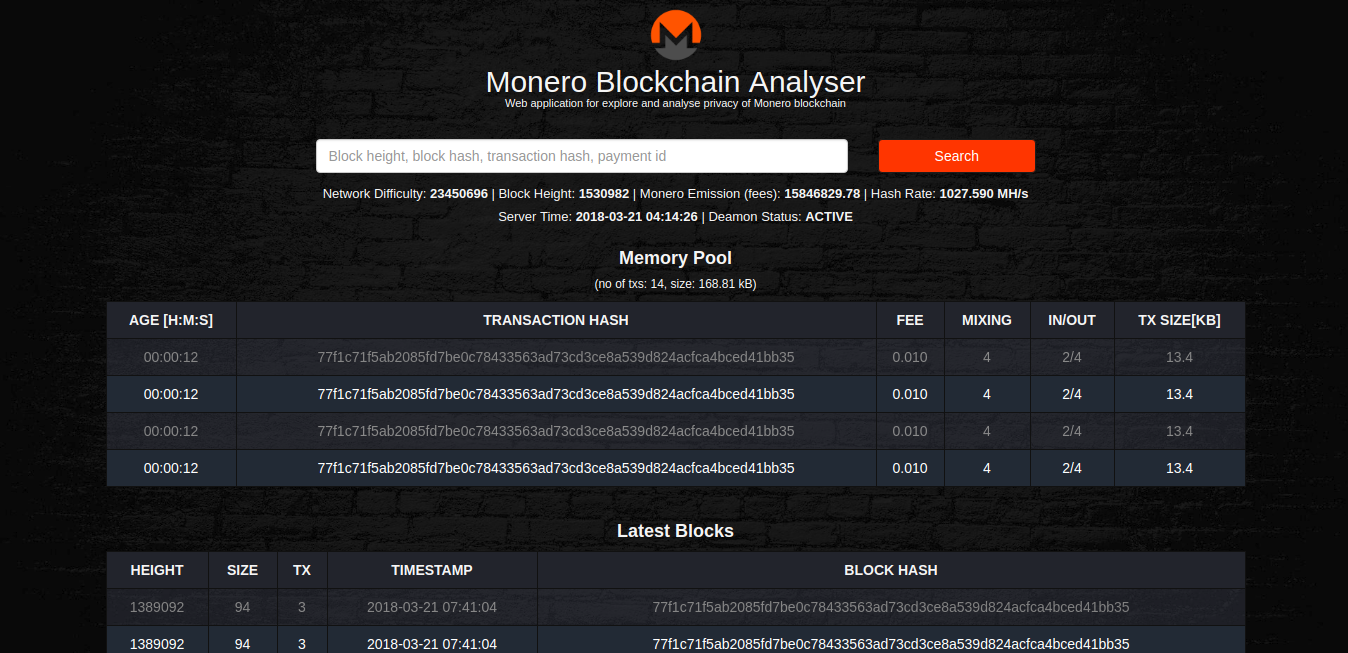 Monero Blockchain Analyser
Web application for explore and analyse privacy of Monero blockchain
Block height, block hash, transaction hash, payment id
Search
Network Difficulty: 23450696 | Block Height: 1530982 | Monero Emission (fees): 15846829.78 | Hash Rate: 1027.590 MH/s
Server Time: 2018-03-21 04:14:26 | Deamon Status: ACTIVE
Memory Pool
(no of txs: 14, size: 168.81 kB)
AGE [H:M:S] TRANSACTION HASH FEE MIXING IN/OUT TX SIZE[KB]
00:00:12 77f1c71f5ab2085fd7be0c78433563ad73cd3ce8a539d824acfca4bced41bb35 0.010 4 2/4 13.4
00:00:12 77f1c71f5ab2085fd7be0c78433563ad73cd3ce8a539d824acfca4bced41bb35 0.010 4 2/4 13.4
00:00:12 77f1c71f5ab2085fd7be0c78433563ad73cd3ce8a539d824acfca4bced41bb35 0.010 4 2/4 13.4
00:00:12 77f1c71f5ab2085fd7be0c78433563ad73cd3ce8a539d824acfca4bced41bb35 0.010 4 2/4 13.4
Latest Blocks
HEIGHT SIZE TX TIMESTAMP BLOCK HASH
1389092 94 3 2018-03-21 07:41:04 77f1c71f5ab2085fd7be0c78433563ad73cd3ce8a539d824acfca4bced41bb35
1389092 94 3 2018-03-21 07:41:04 77f1c71f5ab2085fd7be0c78433563ad73cd3ce8a539d824acfca4bced41bb35